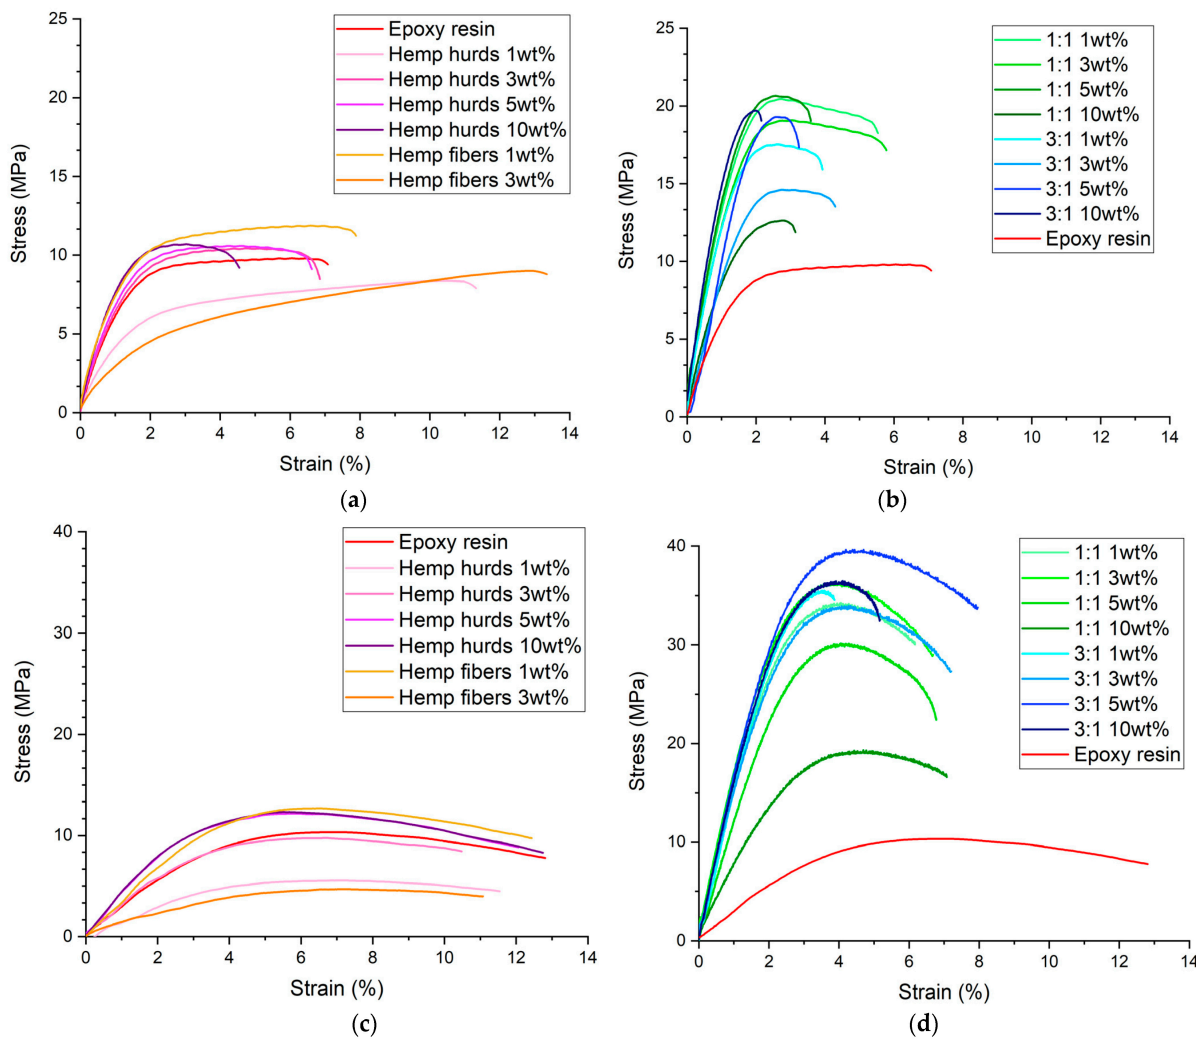 25
20
15
10
5
0
Stress (MPa)
0 2 4 6 8 10 12 14
Strain (%)
Epoxy resin
Hemp hurds 1wt%
Hemp hurds 3wt%
Hemp hurds 5wt%
Hemp hurds 10wt%
Hemp fibers 1wt%
Hemp fibers 3wt%
(a)
25
20
15
10
5
0
Stress (MPa)
0 2 4 6 8 10 12 14
Strain (%)
1:1 1wt%
1:1 3wt%
1:1 5wt%
1:1 10wt%
3:1 1wt%
3:1 3wt%
3:1 5wt%
3:1 10wt%
Epoxy resin
(b)
40
30
20
10
0
Stress (MPa)
0 2 4 6 8 10 12 14
Strain (%)
Epoxy resin
Hemp hurds 1wt%
Hemp hurds 3wt%
Hemp hurds 5wt%
Hemp hurds 10wt%
Hemp fibers 1wt%
Hemp fibers 3wt%
(c)
40
30
20
10
0
Stress (MPa)
0 2 4 6 8 10 12 14
Strain (%)
1:1 1wt%
1:1 3wt%
1:1 5wt%
1:1 10wt%
3:1 1wt%
3:1 3wt%
3:1 5wt%
3:1 10wt%
Epoxy resin
(d)